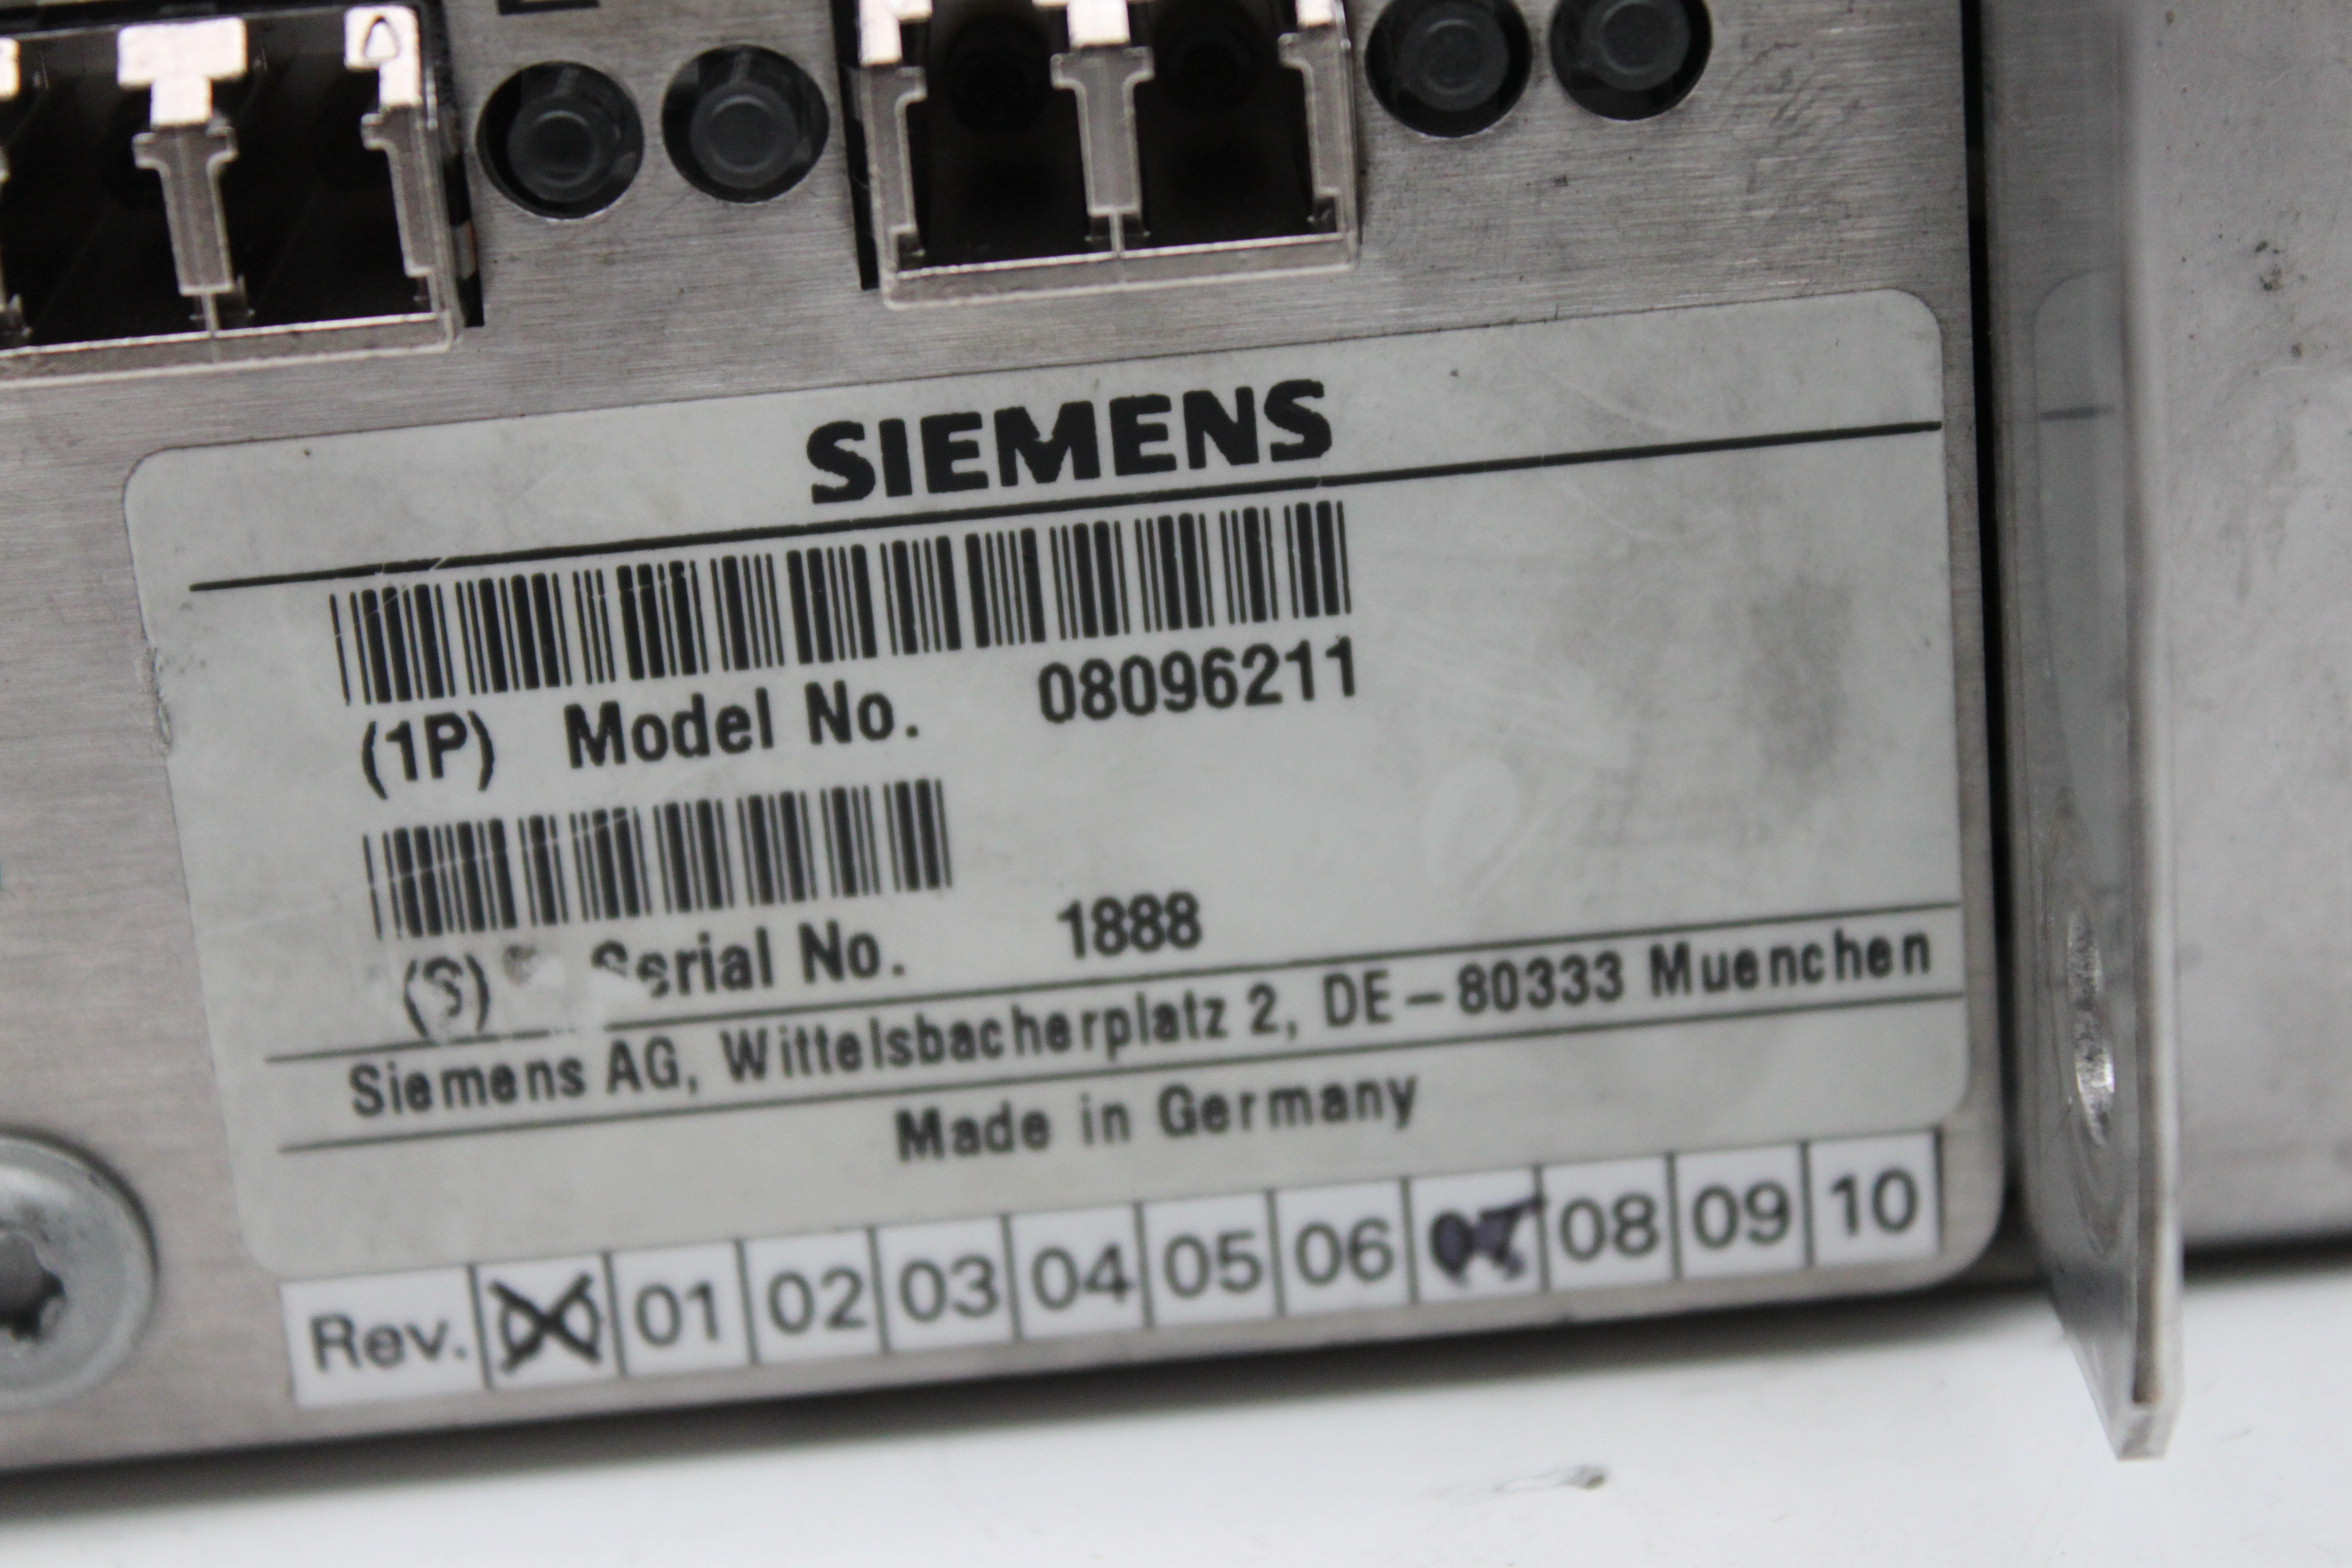 SIEMENS
(1P) Model No. 08096211
(S) Serial No. 1888
Siemens AG, Wittelsbacherplatz 2, DE-80333 Muenchen
Made in Germany
Rev. 01 02 03 04 05 06 07 08 09 10